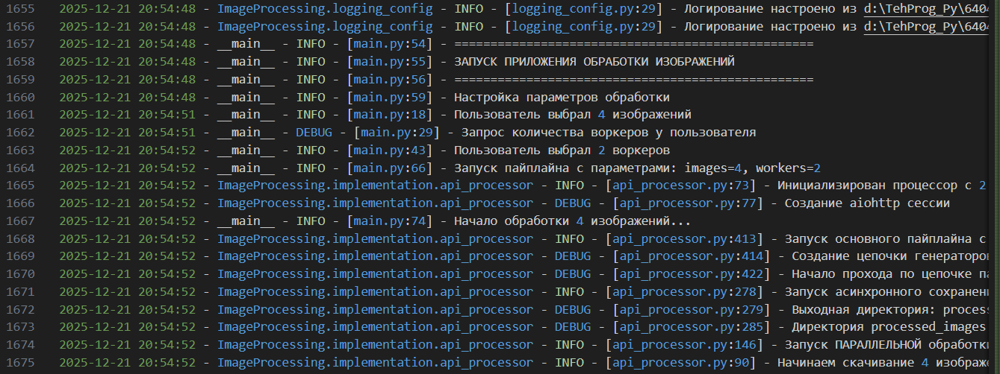 1655 2025-12-21 20:54:48 - ImageProcessing.logging_config - INFO - [logging_config.py:29] - Логирование настроено из d:\TehProg_Py\6404
1656 2025-12-21 20:54:48 - ImageProcessing.logging_config - INFO - [logging_config.py:29] - Логирование настроено из d:\TehProg_Py\6404
1657 2025-12-21 20:54:48 - __main__ - INFO - [main.py:54] - ==================================================
1658 2025-12-21 20:54:48 - __main__ - INFO - [main.py:55] - ЗАПУСК ПРИЛОЖЕНИЯ ОБРАБОТКИ ИЗОБРАЖЕНИЙ
1659 2025-12-21 20:54:48 - __main__ - INFO - [main.py:56] - ==================================================
1660 2025-12-21 20:54:48 - __main__ - INFO - [main.py:59] - Настройка параметров обработки
1661 2025-12-21 20:54:51 - __main__ - INFO - [main.py:18] - Пользователь выбрал 4 изображений
1662 2025-12-21 20:54:51 - __main__ - DEBUG - [main.py:29] - Запрос количества воркеров у пользователя
1663 2025-12-21 20:54:52 - __main__ - INFO - [main.py:43] - Пользователь выбрал 2 воркеров
1664 2025-12-21 20:54:52 - __main__ - INFO - [main.py:66] - Запуск пайплайна с параметрами: images=4, workers=2
1665 2025-12-21 20:54:52 - ImageProcessing.implementation.api_processor - INFO - [api_processor.py:73] - Инициализирован процессор с 2
1666 2025-12-21 20:54:52 - ImageProcessing.implementation.api_processor - DEBUG - [api_processor.py:77] - Создание aiohttp сессии
1667 2025-12-21 20:54:52 - __main__ - INFO - [main.py:74] - Начало обработки 4 изображений...
1668 2025-12-21 20:54:52 - ImageProcessing.implementation.api_processor - INFO - [api_processor.py:413] - Запуск основного пайплайна с
1669 2025-12-21 20:54:52 - ImageProcessing.implementation.api_processor - DEBUG - [api_processor.py:414] - Создание цепочки генераторов
1670 2025-12-21 20:54:52 - ImageProcessing.implementation.api_processor - DEBUG - [api_processor.py:422] - Начало прохода по цепочке па
1671 2025-12-21 20:54:52 - ImageProcessing.implementation.api_processor - INFO - [api_processor.py:278] - Запуск асинхронного сохранени
1672 2025-12-21 20:54:52 - ImageProcessing.implementation.api_processor - DEBUG - [api_processor.py:279] - Выходная директория: process
1673 2025-12-21 20:54:52 - ImageProcessing.implementation.api_processor - DEBUG - [api_processor.py:285] - Директория processed_images
1674 2025-12-21 20:54:52 - ImageProcessing.implementation.api_processor - INFO - [api_processor.py:146] - Запуск ПАРАЛЛЕЛЬНОЙ обработки
1675 2025-12-21 20:54:52 - ImageProcessing.implementation.api_processor - INFO - [api_processor.py:90] - Начинаем скачивание 4 изображе